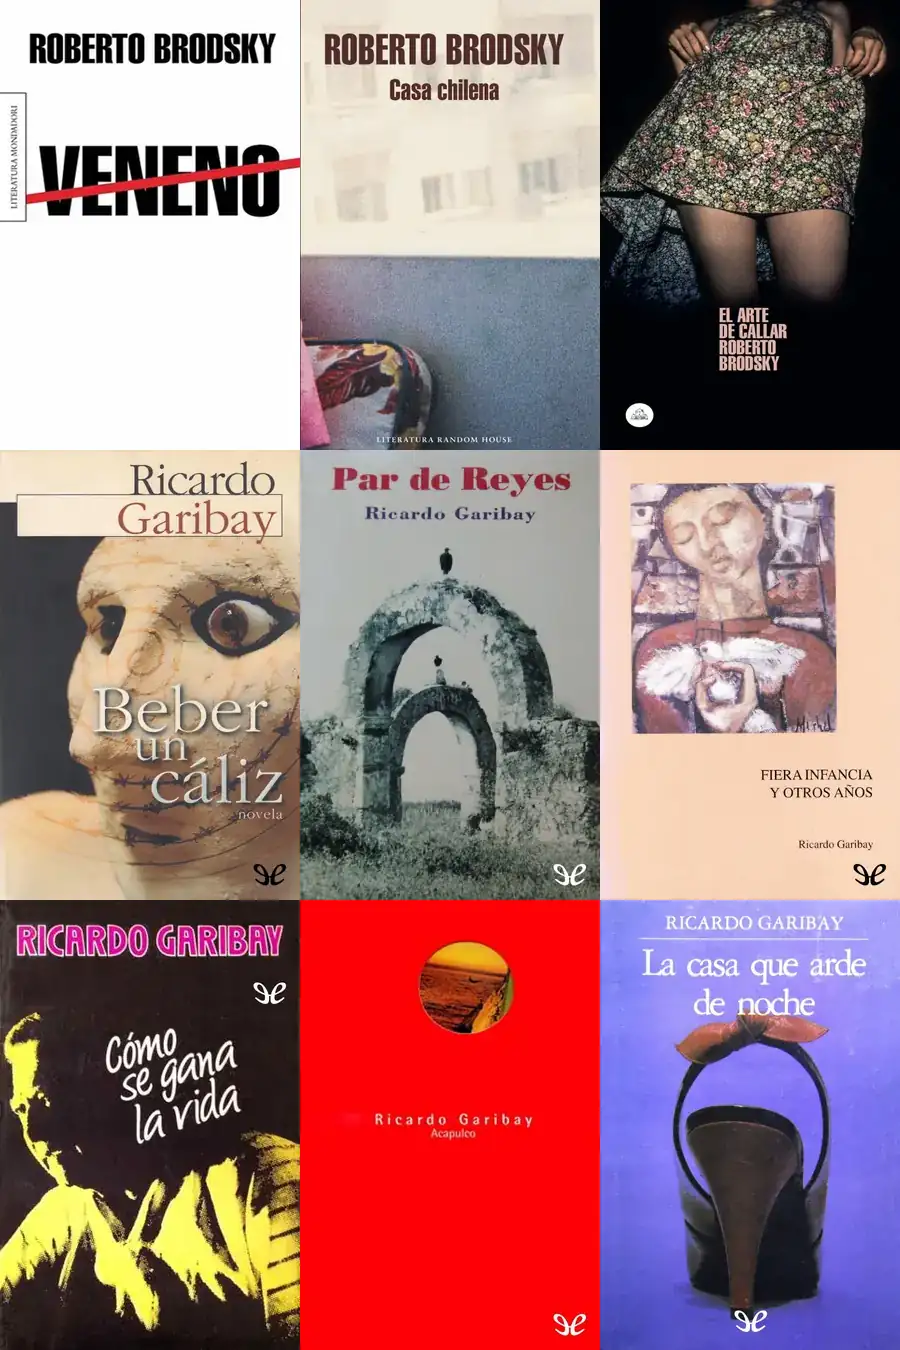 ROBERTO BRODSKY
LITERATURA MONDADORI
VENENO
ROBERTO BRODSKY
Casa chilena
LITERATURA RANDOM HOUSE
EL ARTE
DE CALLAR
ROBERTO
BRODSKY
Ricardo
Garibay
Beber
un
cáliz
novela
Par de Reyes
Ricardo Garibay
FIERA INFANCIA
Y OTROS AÑOS
Ricardo Garibay
RICARDO GARIBAY
Cómo
se gana
la vida
Ricardo Garibay
Acapulco
RICARDO GARIBAY
La casa que arde
de noche